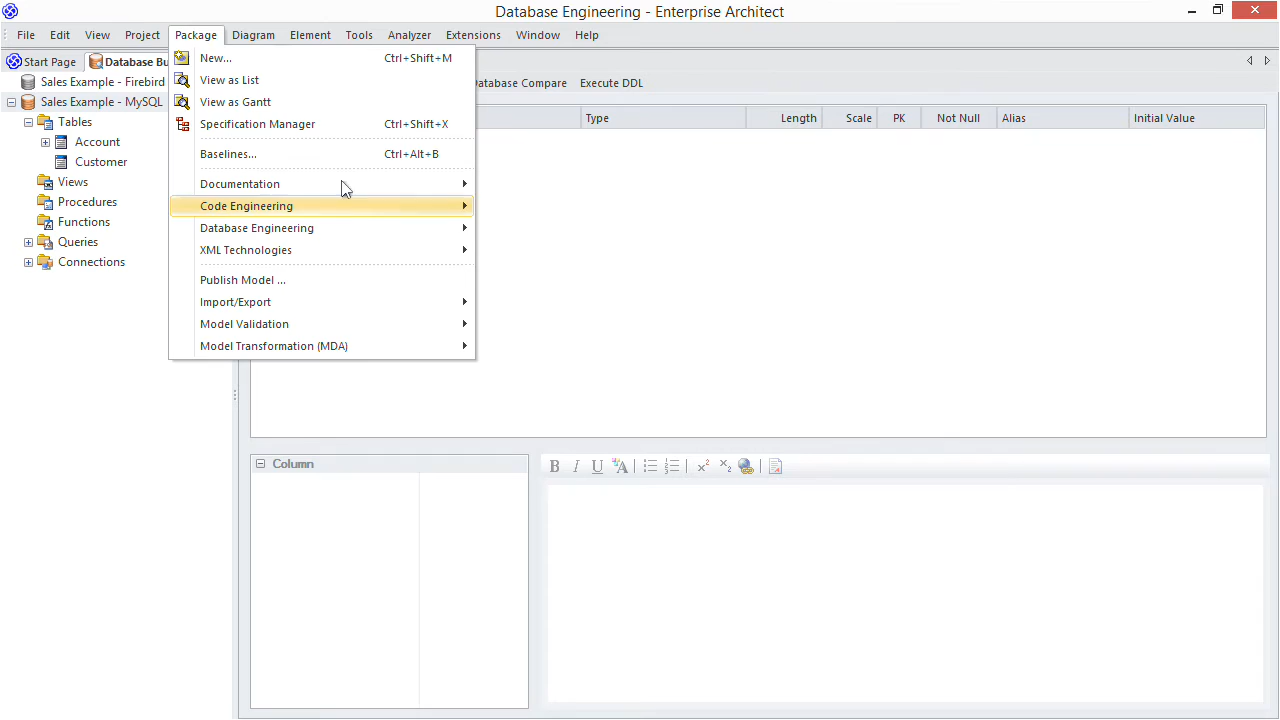 Database Engineering - Enterprise Architect
File Edit View Project Package Diagram Element Tools Analyzer Extensions Window Help
Start Page
Database Bu
Sales Example - Firebird
Sales Example - MySQL
Tables
Account
Customer
Views
Procedures
Functions
Queries
Connections
New... Ctrl+Shift+M
View as List
View as Gantt
Specification Manager Ctrl+Shift+X
Baselines... Ctrl+Alt+B
Documentation
Code Engineering
Database Engineering
XML Technologies
Publish Model ...
Import/Export
Model Validation
Model Transformation (MDA)
Database Compare Execute DDL
Type Length Scale PK Not Null Alias Initial Value
Column
B I U A x² x₂